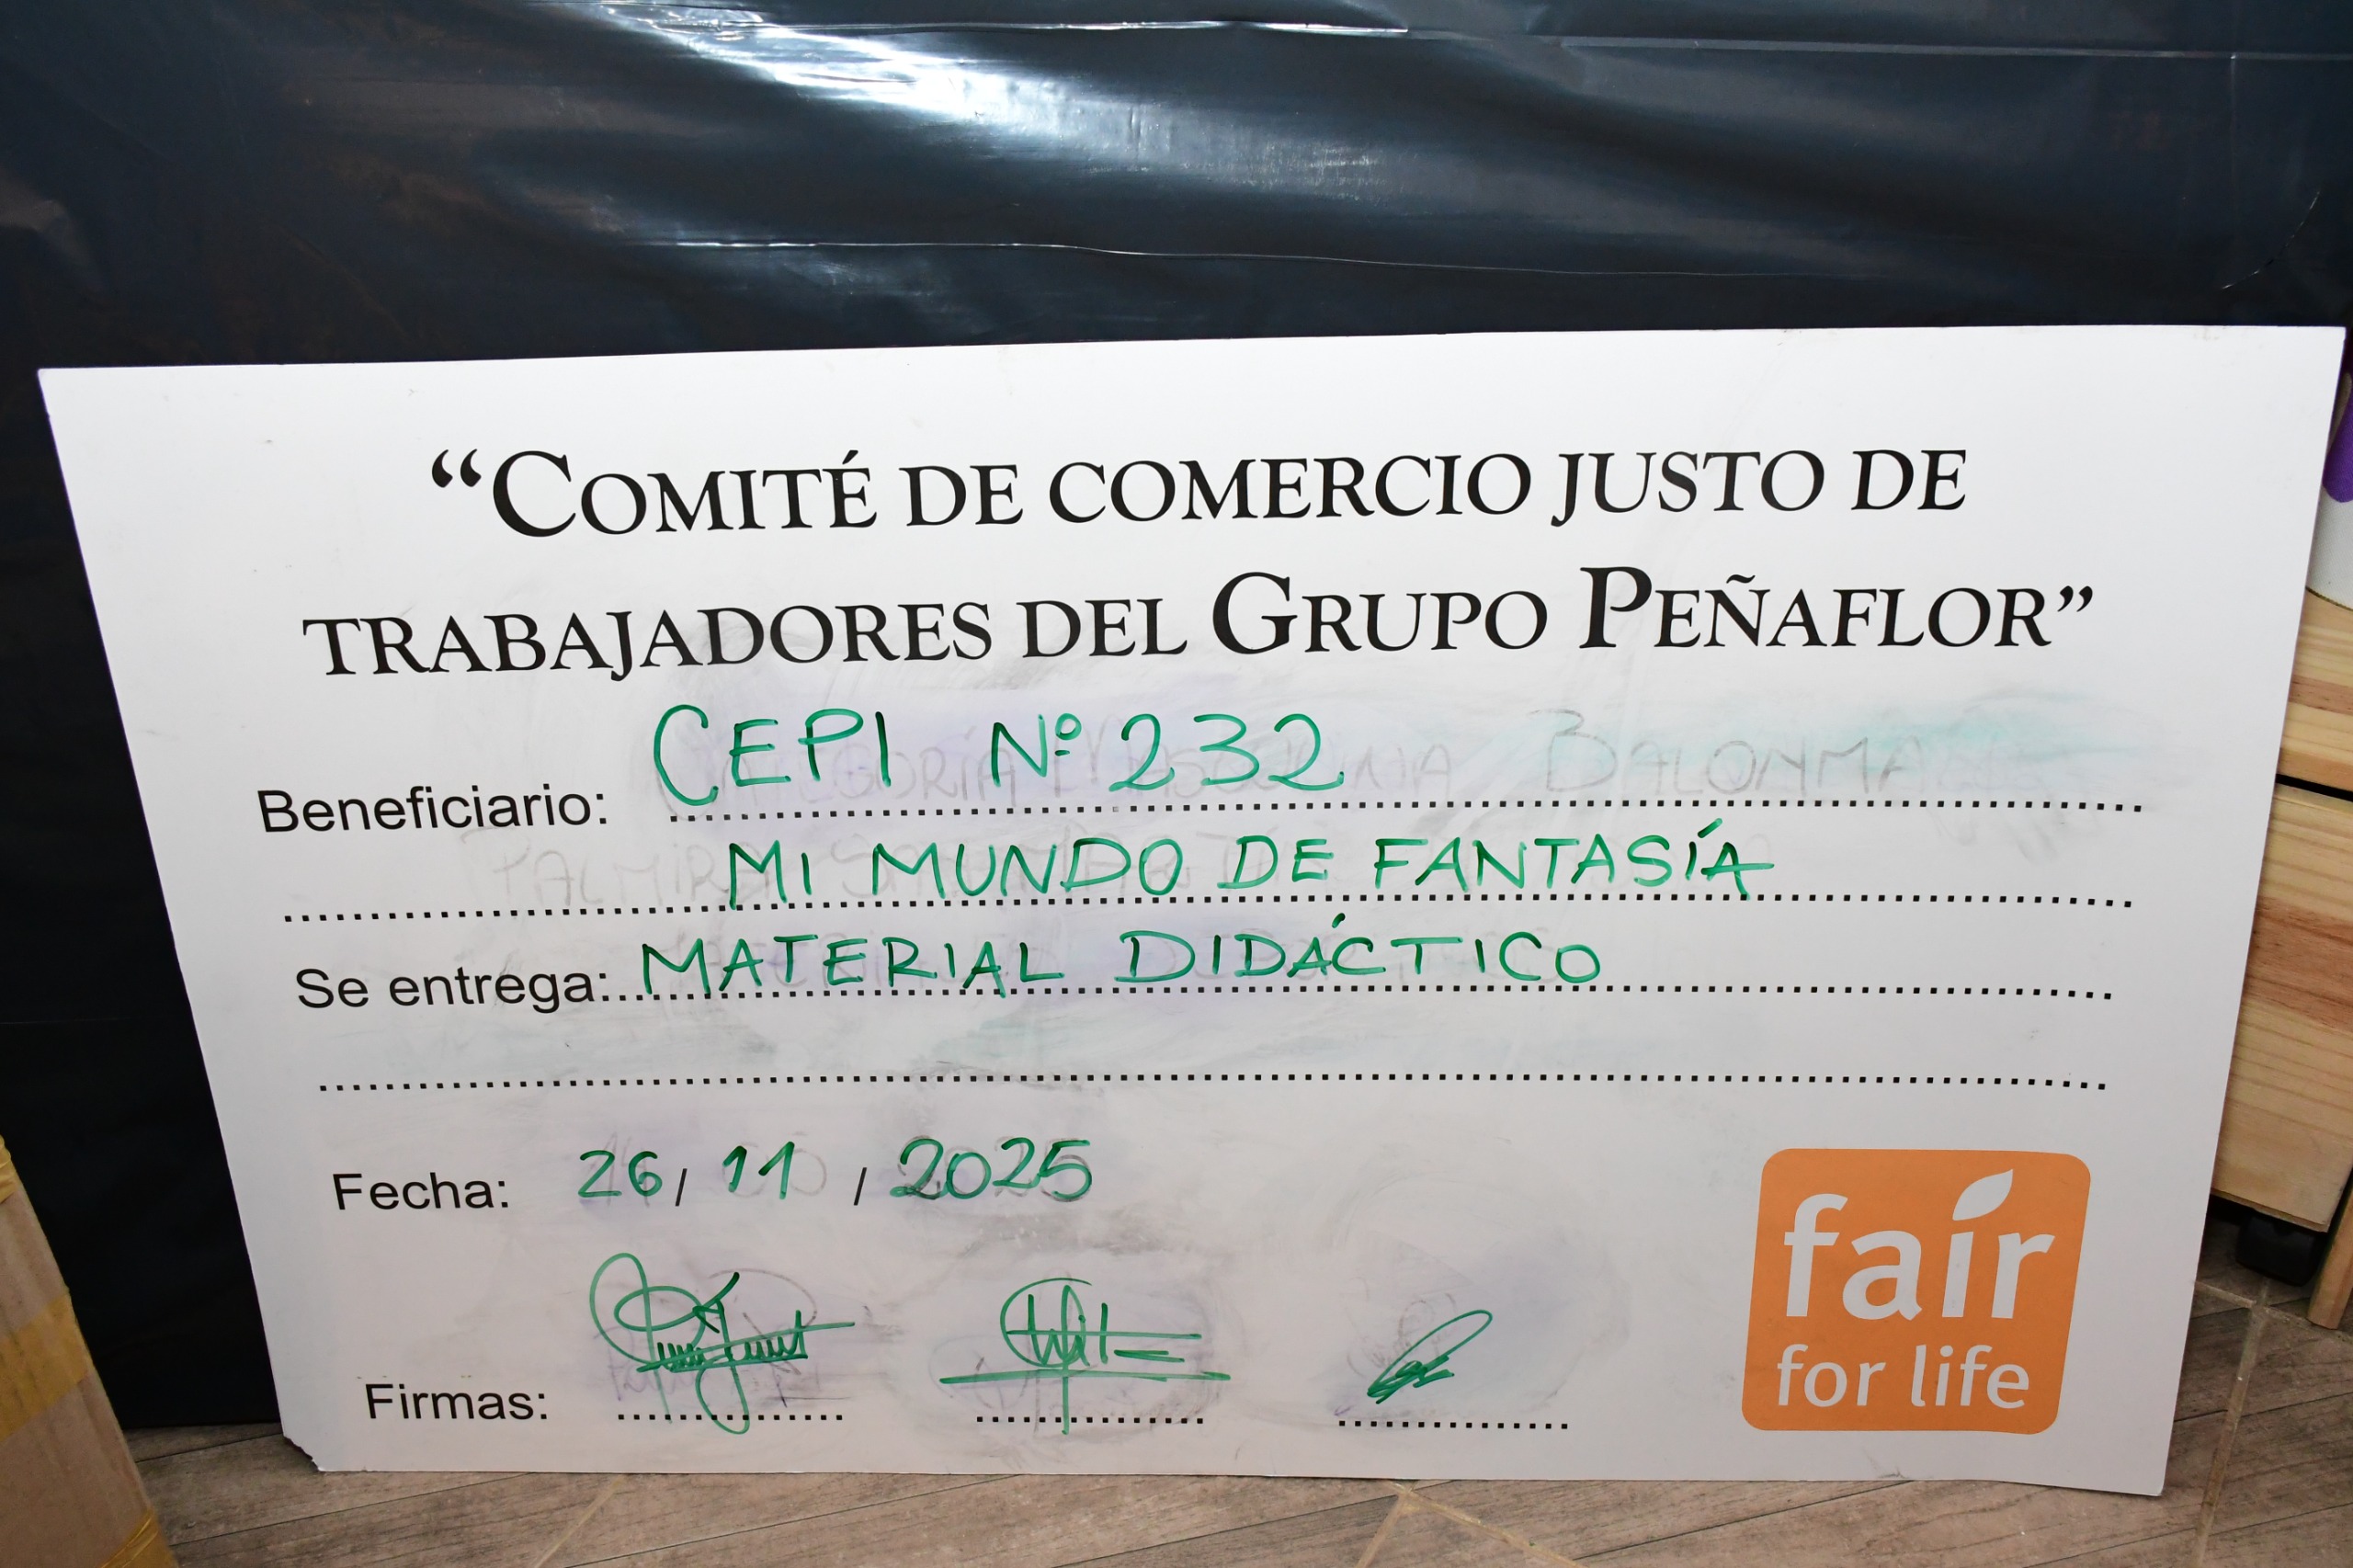 “COMITÉ DE COMERCIO JUSTO DE
TRABAJADORES DEL GRUPO PEÑAFLOR”
Beneficiario: CEPI Nº 232
MI MUNDO DE FANTASÍA
Se entrega: MATERIAL DIDÁCTICO
Fecha: 26/11/2025
Firmas:
fair
for life